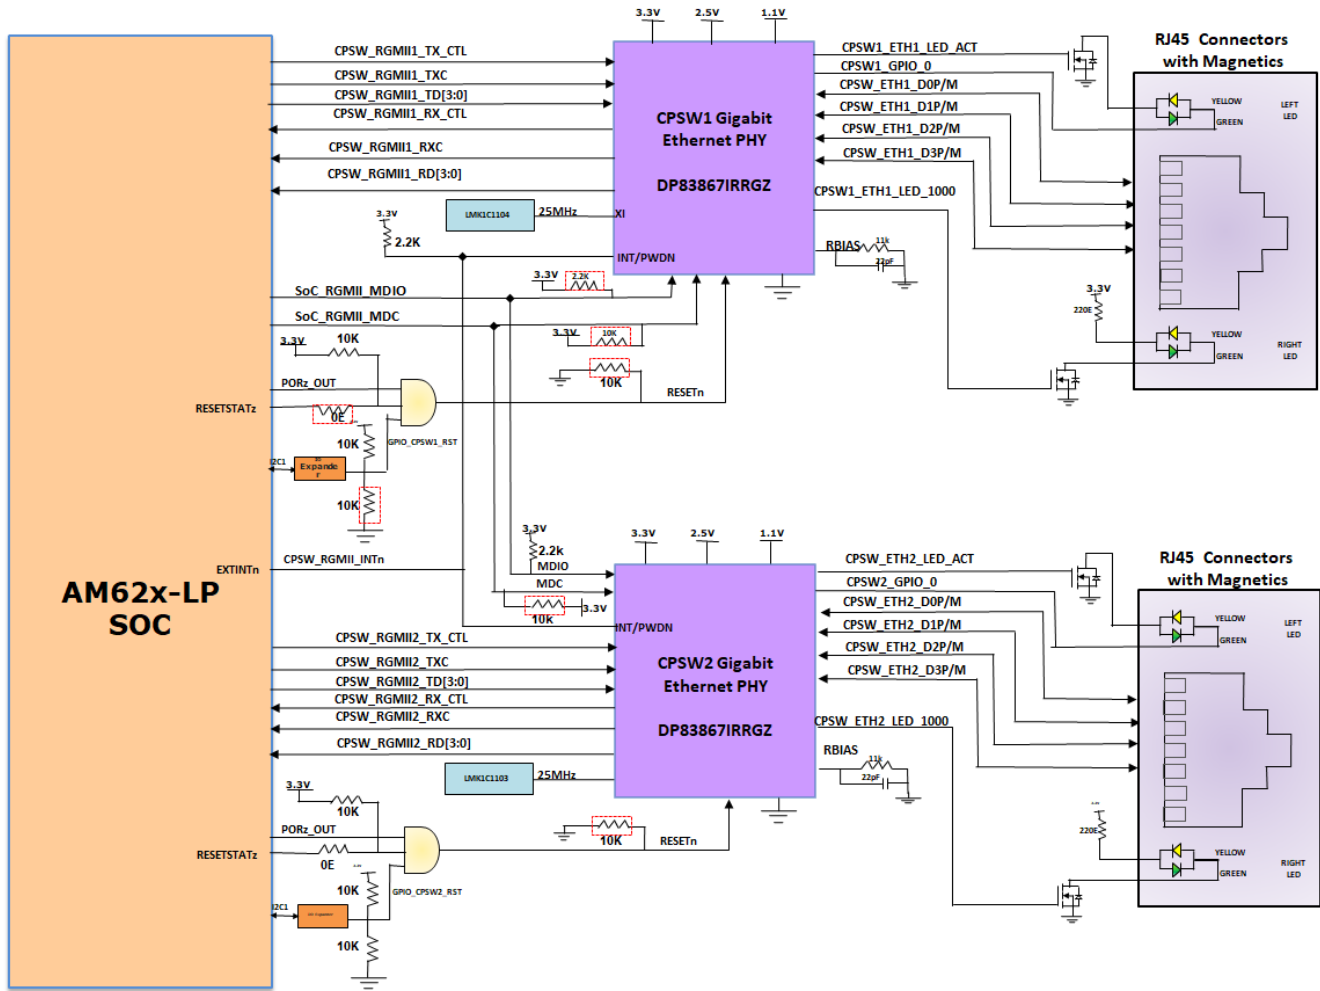 3.3V
2.5V
1.1V
CPSW_RGMII1_TX_CTL
CPSW_RGMII1_TXC
CPSW_RGMII1_TD[3:0]
CPSW_RGMII1_RX_CTL
CPSW_RGMII1_RXC
CPSW_RGMII1_RD[3:0]
CPSW1 Gigabit
Ethernet PHY
DP83867IRRGZ
XI
INT/PWDN
CPSW1_ETH1_LED_ACT
CPSW1_GPIO_0
CPSW_ETH1_D0P/M
CPSW_ETH1_D1P/M
CPSW_ETH1_D2P/M
CPSW_ETH1_D3P/M
CPSW1_ETH1_LED_1000
RBIAS
11k
22pF
RJ45 Connectors
with Magnetics
YELLOW
GREEN
LEFT
LED
3.3V
220E
YELLOW
GREEN
RIGHT
LED
LMK1C1104
25MHz
3.3V
2.2K
3.3V
2.2K
SoC_RGMII_MDIO
SoC_RGMII_MDC
3.3V
10K
3.3V
10K
10K
RESETn
PORz_OUT
RESETSTATz
0E
10K
GPIO_CPSW1_RST
I2C1
Expande
r
10K
EXTINTn
CPSW_RGMII_INTn
AM62x-LP
SOC
3.3V
2.2k
MDIO
MDC
10k
3.3V
INT/PWDN
3.3V
2.5V
1.1V
CPSW_RGMII2_TX_CTL
CPSW_RGMII2_TXC
CPSW_RGMII2_TD[3:0]
CPSW_RGMII2_RX_CTL
CPSW_RGMII2_RXC
CPSW_RGMII2_RD[3:0]
CPSW2 Gigabit
Ethernet PHY
DP83867IRRGZ
CPSW_ETH2_LED_ACT
CPSW2_GPIO_0
CPSW_ETH2_D0P/M
CPSW_ETH2_D1P/M
CPSW_ETH2_D2P/M
CPSW_ETH2_D3P/M
CPSW_ETH2_LED_1000
RBIAS
11k
22pF
RJ45 Connectors
with Magnetics
YELLOW
GREEN
LEFT
LED
220E
YELLOW
GREEN
RIGHT
LED
LMK1C1103
25MHz
3.3V
10K
10K
RESETn
PORz_OUT
RESETSTATz
0E
10K
GPIO_CPSW2_RST
I2C1
10K